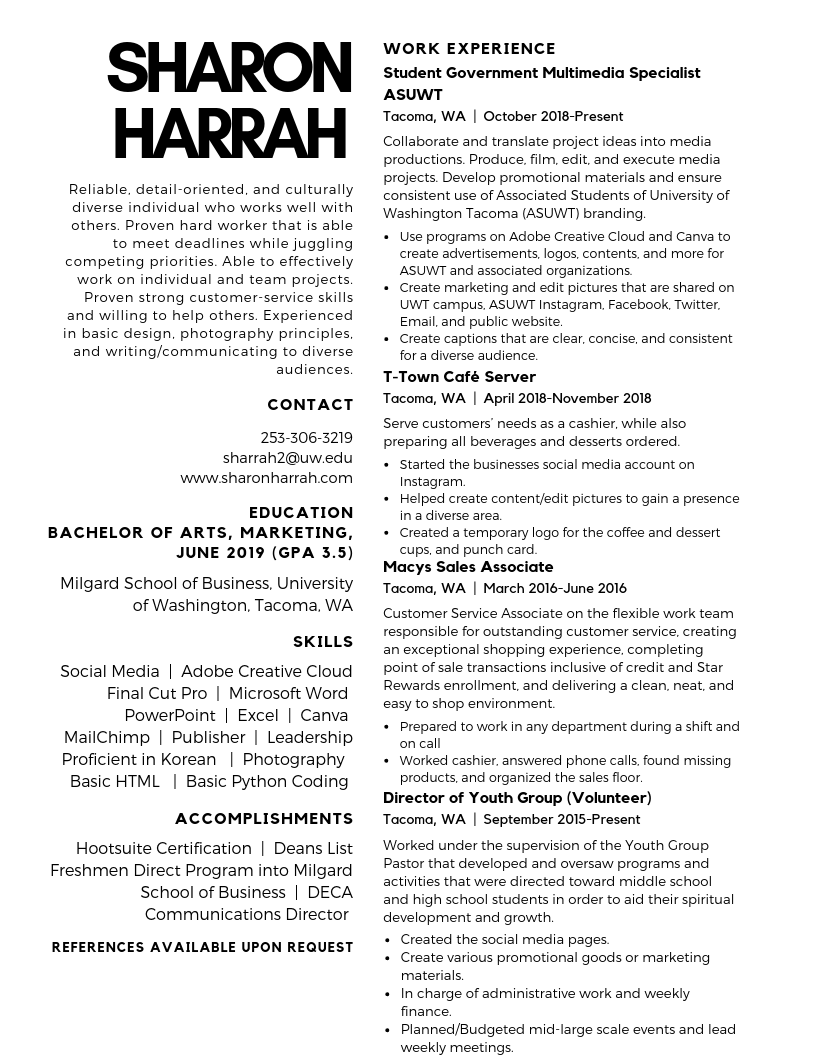 SHARON
HARRAH
Reliable, detail-oriented, and culturally
diverse individual who works well with
others. Proven hard worker that is able
to meet deadlines while juggling
competing priorities. Able to effectively
work on individual and team projects.
Proven strong customer-service skills
and willing to help others. Experienced
in basic design, photography principles,
and writing/communicating to diverse
audiences.
CONTACT
253-306-3219
sharrah2@uw.edu
www.sharonharrah.com
EDUCATION
BACHELOR OF ARTS, MARKETING,
JUNE 2019 (GPA 3.5)
Milgard School of Business, University
of Washington, Tacoma, WA
SKILLS
Social Media | Adobe Creative Cloud
Final Cut Pro | Microsoft Word
PowerPoint | Excel | Canva
MailChimp | Publisher | Leadership
Proficient in Korean | Photography
Basic HTML | Basic Python Coding
ACCOMPLISHMENTS
Hootsuite Certification | Deans List
Freshmen Direct Program into Milgard
School of Business | DECA
Communications Director
REFERENCES AVAILABLE UPON REQUEST
WORK EXPERIENCE
Student Government Multimedia Specialist
ASUWT
Tacoma, WA | October 2018-Present
Collaborate and translate project ideas into media
productions. Produce, film, edit, and execute media
projects. Develop promotional materials and ensure
consistent use of Associated Students of University of
Washington Tacoma (ASUWT) branding.
• Use programs on Adobe Creative Cloud and Canva to
create advertisements, logos, contents, and more for
ASUWT and associated organizations.
• Create marketing and edit pictures that are shared on
UWT campus, ASUWT Instagram, Facebook, Twitter,
Email, and public website.
• Create captions that are clear, concise, and consistent
for a diverse audience.
T-Town Café Server
Tacoma, WA | April 2018-November 2018
Serve customers' needs as a cashier, while also
preparing all beverages and desserts ordered.
• Started the businesses social media account on
Instagram.
• Helped create content/edit pictures to gain a presence
in a diverse area.
• Created a temporary logo for the coffee and dessert
cups, and punch card.
Macys Sales Associate
Tacoma, WA | March 2016-June 2016
Customer Service Associate on the flexible work team
responsible for outstanding customer service, creating
an exceptional shopping experience, completing
point of sale transactions inclusive of credit and Star
Rewards enrollment, and delivering a clean, neat, and
easy to shop environment.
• Prepared to work in any department during a shift and
on call
• Worked cashier, answered phone calls, found missing
products, and organized the sales floor.
Director of Youth Group (Volunteer)
Tacoma, WA | September 2015-Present
Worked under the supervision of the Youth Group
Pastor that developed and oversaw programs and
activities that were directed toward middle school
and high school students in order to aid their spiritual
development and growth.
• Created the social media pages.
• Create various promotional goods or marketing
materials.
• In charge of administrative work and weekly
finance.
• Planned/Budgeted mid-large scale events and lead
weekly meetings.